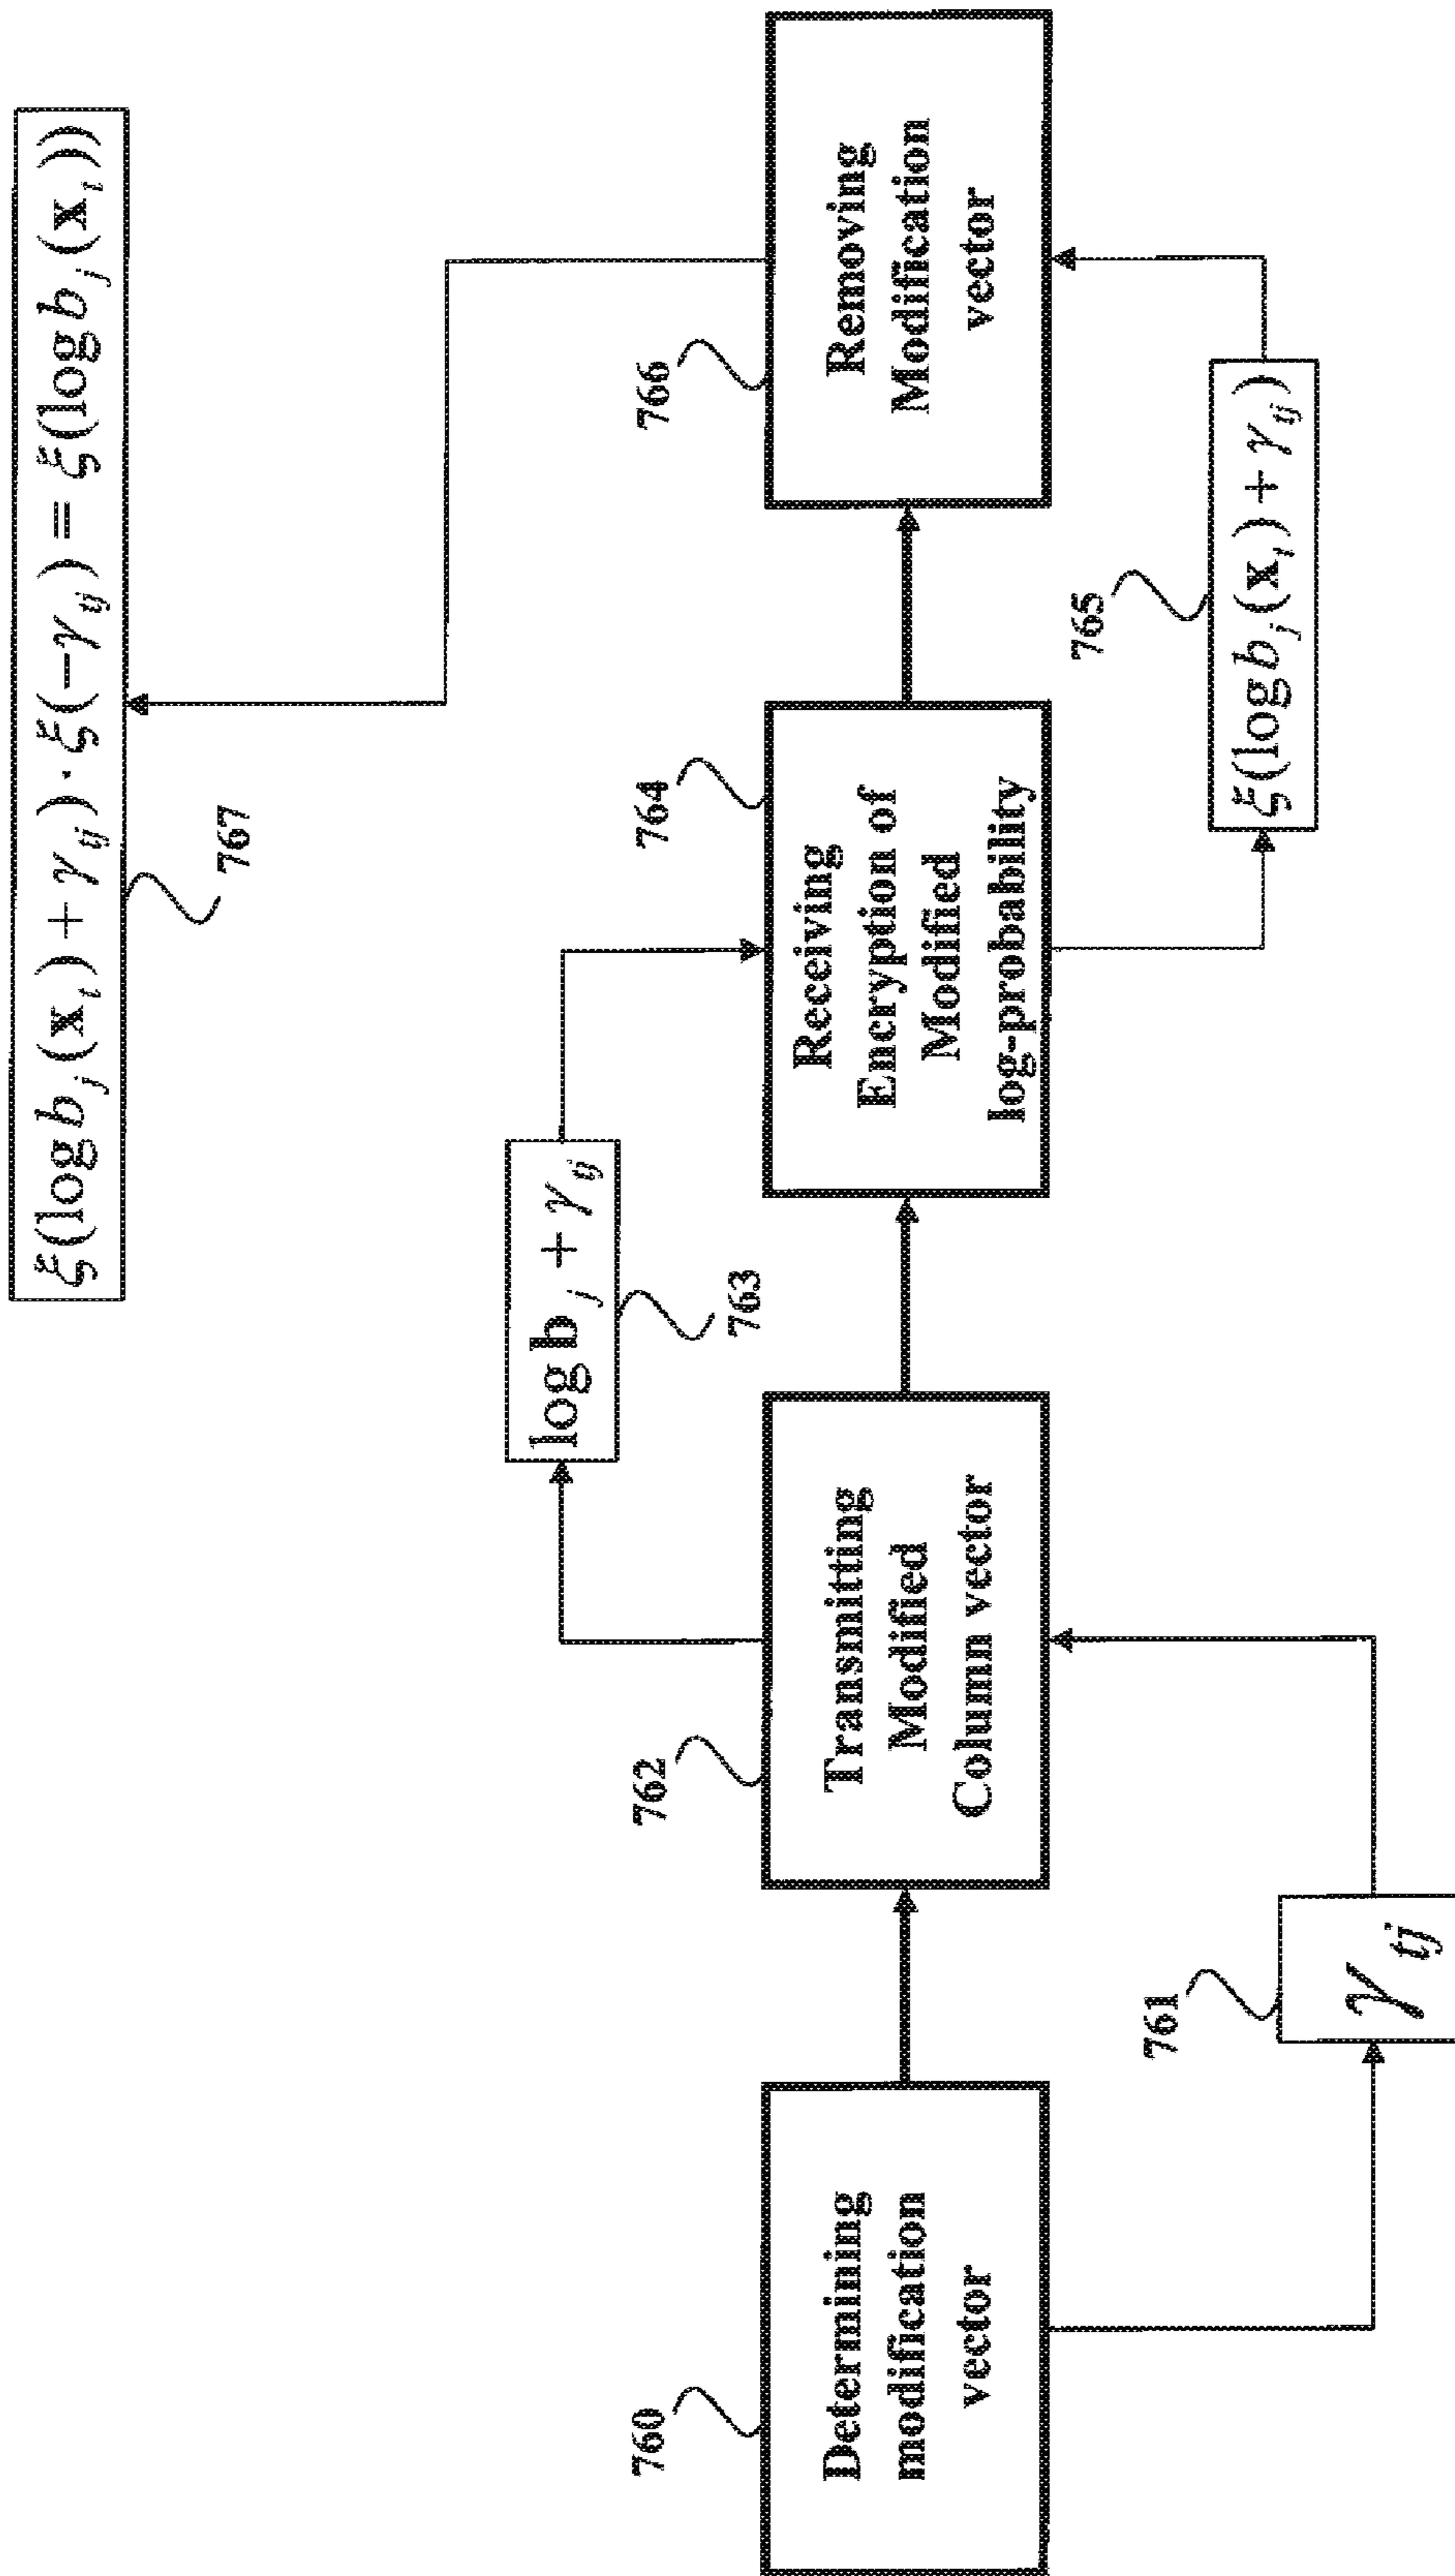 ξ(log b_j(x_t) + γ_tj) · ξ(−γ_tj) = ξ(log b_j(x_t))
767
log b_j + γ_tj
763
760
Determining
modification
vector
761
γ_tj
762
Transmitting
Modified
Column vector
764
Receiving
Encryption of
Modified
log-probability
765
ξ(log b_j(x_t) + γ_tj)
766
Removing
Modification
vector